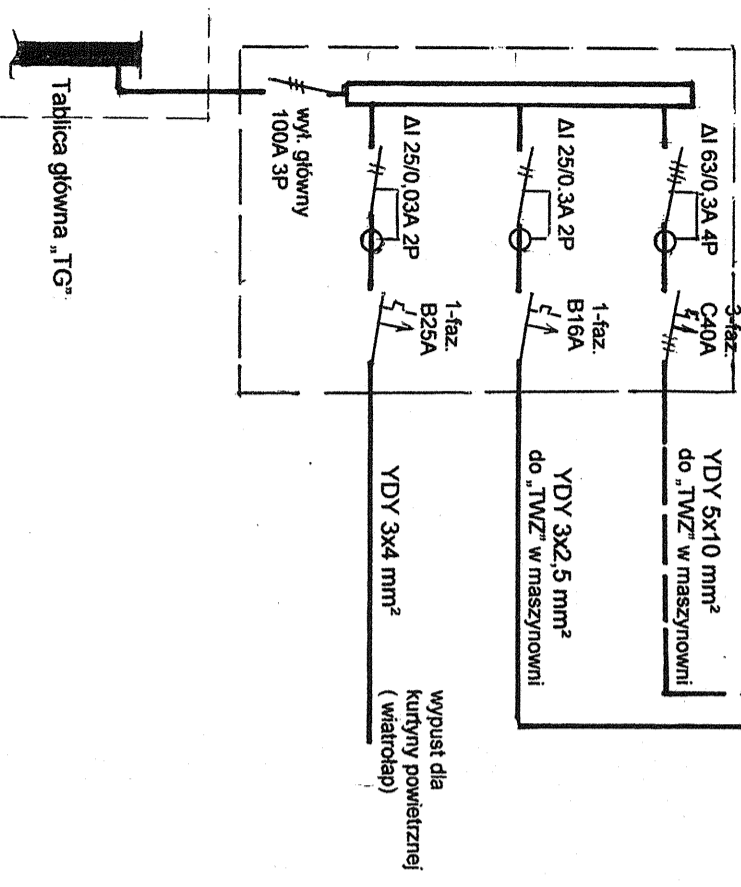 Tablica główna „TG”
wył. główny
100A 3P
ΔI 25/0,03A 2P
1-faz.
B25A
YDY 3x4 mm²
wypust dla
kurtyny powietrznej
( wiatrołap)
ΔI 25/0.3A 2P
1-faz.
B16A
YDY 3x2,5 mm²
do „TWZ” w maszynowni
ΔI 63/0,3A 4P
3-faz.
C40A
YDY 5x10 mm²
do „TWZ” w maszynowni